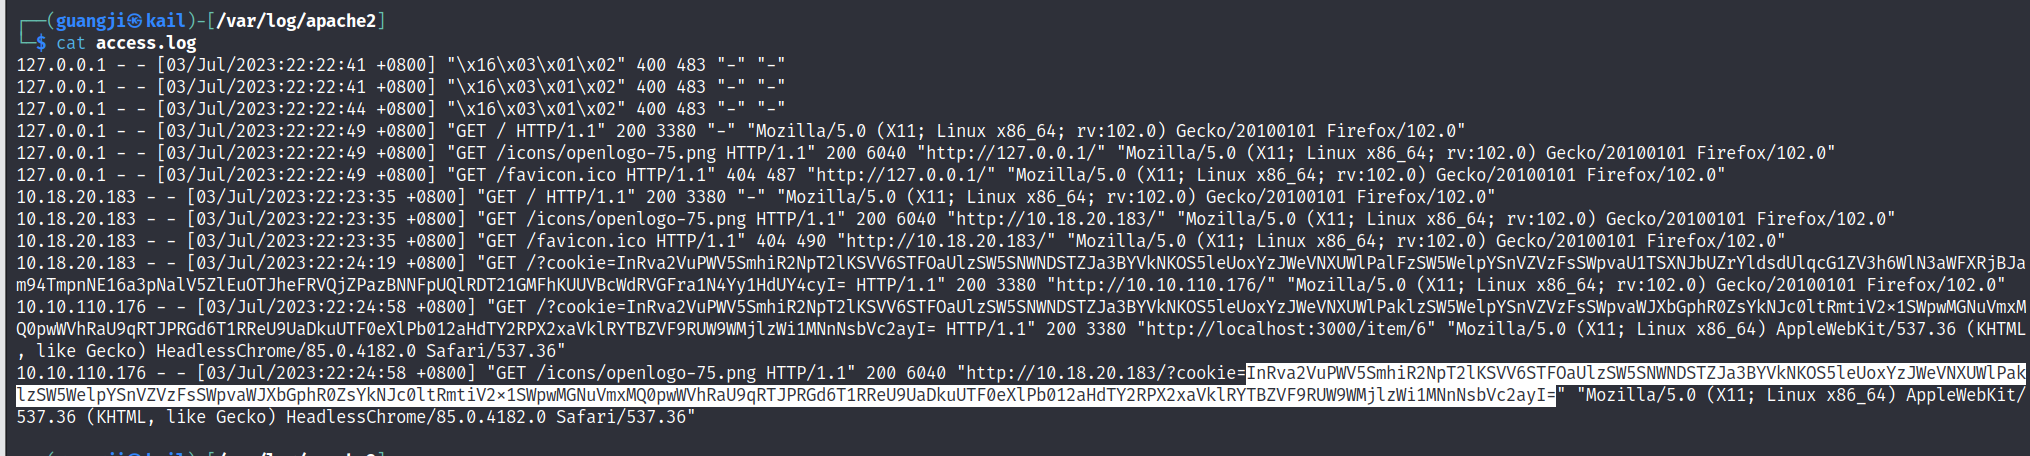 ┌──(guangji㉿kail)-[/var/log/apache2]
└─$ cat access.log
127.0.0.1 - - [03/Jul/2023:22:22:41 +0800] "\x16\x03\x01\x02" 400 483 "-" "-"
127.0.0.1 - - [03/Jul/2023:22:22:41 +0800] "\x16\x03\x01\x02" 400 483 "-" "-"
127.0.0.1 - - [03/Jul/2023:22:22:44 +0800] "\x16\x03\x01\x02" 400 483 "-" "-"
127.0.0.1 - - [03/Jul/2023:22:22:49 +0800] "GET / HTTP/1.1" 200 3380 "-" "Mozilla/5.0 (X11; Linux x86_64; rv:102.0) Gecko/20100101 Firefox/102.0"
127.0.0.1 - - [03/Jul/2023:22:22:49 +0800] "GET /icons/openlogo-75.png HTTP/1.1" 200 6040 "http://127.0.0.1/" "Mozilla/5.0 (X11; Linux x86_64; rv:102.0) Gecko/20100101 Firefox/102.0"
127.0.0.1 - - [03/Jul/2023:22:22:49 +0800] "GET /favicon.ico HTTP/1.1" 404 487 "http://127.0.0.1/" "Mozilla/5.0 (X11; Linux x86_64; rv:102.0) Gecko/20100101 Firefox/102.0"
10.18.20.183 - - [03/Jul/2023:22:23:35 +0800] "GET / HTTP/1.1" 200 3380 "-" "Mozilla/5.0 (X11; Linux x86_64; rv:102.0) Gecko/20100101 Firefox/102.0"
10.18.20.183 - - [03/Jul/2023:22:23:35 +0800] "GET /icons/openlogo-75.png HTTP/1.1" 200 6040 "http://10.18.20.183/" "Mozilla/5.0 (X11; Linux x86_64; rv:102.0) Gecko/20100101 Firefox/102.0"
10.18.20.183 - - [03/Jul/2023:22:23:35 +0800] "GET /favicon.ico HTTP/1.1" 404 490 "http://10.18.20.183/" "Mozilla/5.0 (X11; Linux x86_64; rv:102.0) Gecko/20100101 Firefox/102.0"
10.18.20.183 - - [03/Jul/2023:22:24:19 +0800] "GET /?cookie=InRva2VuPWV5SmhiR2NpT2lKSVV6STFOaUlzSW5SNWNDSTZJa3BYVkNKOS5leUoxYzJWeVNXUWlPalFzSW5WelpYSnVZVzFsSWpvaU1TSXNJbUZrYldsdUlqcG1ZV3h6WlN3aWFXRjBJam94TmpnNE16a3pNalV5ZlEuOTJheFRVQjZPazBNNFpUQlRDT21GMFhKUUVBcWdRVGFra1N4Yy1HdUY4cyI= HTTP/1.1" 200 3380 "http://10.10.110.176/" "Mozilla/5.0 (X11; Linux x86_64; rv:102.0) Gecko/20100101 Firefox/102.0"
10.10.110.176 - - [03/Jul/2023:22:24:58 +0800] "GET /?cookie=InRva2VuPWV5SmhiR2NpT2lKSVV6STFOaUlzSW5SNWNDSTZJa3BYVkNKOS5leUoxYzJWeVNXUWlPaklzSW5WelpYSnVZVzFsSWpvaWJXbGphR0ZsYkNJc0ltRmtiV2x1SWpwMGNuVmxMQ0pwWVhRaU9qRTJPRGd6T1RReU9UaDkuUTF0eXlPb012aHdTY2RPX2xaVklRYTBZVF9RUW9WMjlzWi1MNnNsbVc2ayI= HTTP/1.1" 200 3380 "http://localhost:3000/item/6" "Mozilla/5.0 (X11; Linux x86_64) AppleWebKit/537.36 (KHTML
, like Gecko) HeadlessChrome/85.0.4182.0 Safari/537.36"
10.10.110.176 - - [03/Jul/2023:22:24:58 +0800] "GET /icons/openlogo-75.png HTTP/1.1" 200 6040 "http://10.18.20.183/?cookie=InRva2VuPWV5SmhiR2NpT2lKSVV6STFOaUlzSW5SNWNDSTZJa3BYVkNKOS5leUoxYzJWeVNXUWlPak
lzSW5WelpYSnVZVzFsSWpvaWJXbGphR0ZsYkNJc0ltRmtiV2x1SWpwMGNuVmxMQ0pwWVhRaU9qRTJPRGd6T1RReU9UaDkuUTF0eXlPb012aHdTY2RPX2xaVklRYTBZVF9RUW9WMjlzWi1MNnNsbVc2ayI=" "Mozilla/5.0 (X11; Linux x86_64) AppleWebKit/
537.36 (KHTML, like Gecko) HeadlessChrome/85.0.4182.0 Safari/537.36"